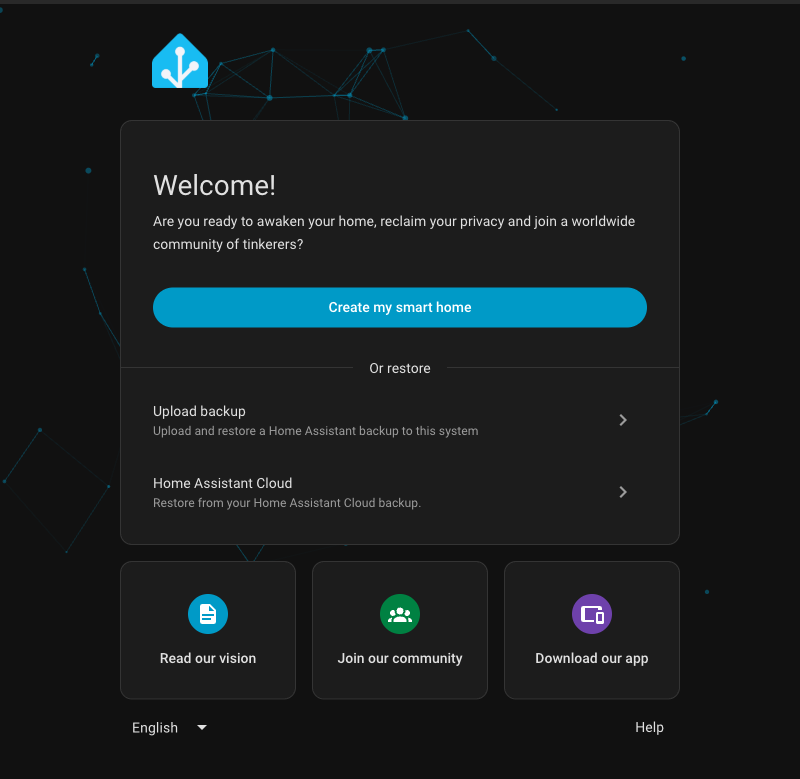 Welcome!
Are you ready to awaken your home, reclaim your privacy and join a worldwide
community of tinkerers?
Create my smart home
Or restore
Upload backup
Upload and restore a Home Assistant backup to this system
Home Assistant Cloud
Restore from your Home Assistant Cloud backup.
Read our vision
Join our community
Download our app
English
Help